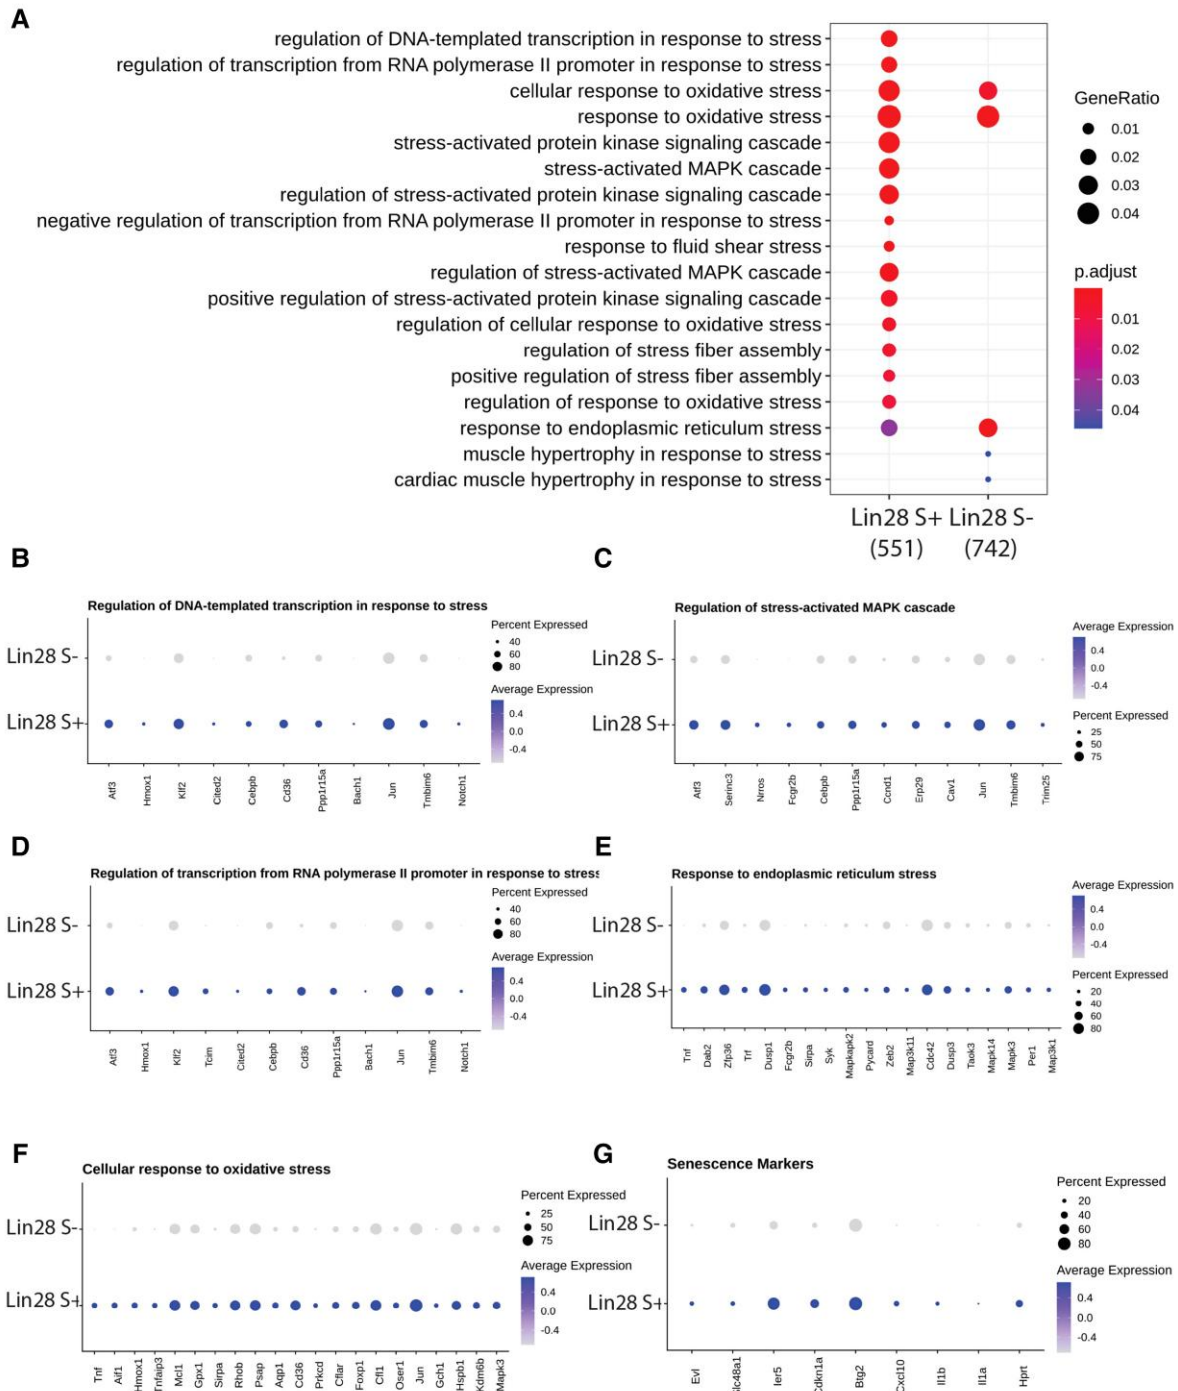 A
regulation of DNA-templated transcription in response to stress
regulation of transcription from RNA polymerase II promoter in response to stress
cellular response to oxidative stress
response to oxidative stress
stress-activated protein kinase signaling cascade
stress-activated MAPK cascade
regulation of stress-activated protein kinase signaling cascade
negative regulation of transcription from RNA polymerase II promoter in response to stress
response to fluid shear stress
regulation of stress-activated MAPK cascade
positive regulation of stress-activated protein kinase signaling cascade
regulation of cellular response to oxidative stress
regulation of stress fiber assembly
positive regulation of stress fiber assembly
regulation of response to oxidative stress
response to endoplasmic reticulum stress
muscle hypertrophy in response to stress
cardiac muscle hypertrophy in response to stress
Lin28 S+ Lin28 S-
(551) (742)
GeneRatio
0.01
0.02
0.03
0.04
p.adjust
0.01
0.02
0.03
0.04
B
Regulation of DNA-templated transcription in response to stress
Lin28 S-
Lin28 S+
Atf3 Hmox1 Klf2 Cited2 Cebpb Cd36 Ppp1r15a Bach1 Jun Tmbim6 Notch1
Percent Expressed
40
60
80
Average Expression
0.4
0.0
-0.4
C
Regulation of stress-activated MAPK cascade
Lin28 S-
Lin28 S+
Atf3 Serinc3 Nrros Fcgr2b Cebpb Ppp1r15a Ccnd1 Erp29 Cav1 Jun Tmbim6 Trim25
Average Expression
0.4
0.0
-0.4
Percent Expressed
25
50
75
D
Regulation of transcription from RNA polymerase II promoter in response to stress
Lin28 S-
Lin28 S+
Atf3 Hmox1 Klf2 Tcim Cited2 Cebpb Cd36 Ppp1r15a Bach1 Jun Tmbim6 Notch1
Percent Expressed
40
60
80
Average Expression
0.4
0.0
-0.4
E
Response to endoplasmic reticulum stress
Lin28 S-
Lin28 S+
Tnf Dab2 Zfp36 Trf Dusp1 Fcgr2b Sirpa Syk Mapkapk2 Pycard Zeb2 Map3k11 Cdc42 Dusp3 Taok3 Mapk14 Mapk3 Per1 Map3k1
Average Expression
0.4
0.0
-0.4
Percent Expressed
20
40
60
80
F
Cellular response to oxidative stress
Lin28 S-
Lin28 S+
Tnf Aif1 Hmox1 Tnfaip3 Mcl1 Gpx1 Sirpa Rhob Psap Aqp1 Cd36 Prkcd Cflar Foxp1 Cfl1 Oser1 Jun Gch1 Hspb1 Kdm6b Mapk3
Percent Expressed
25
50
75
Average Expression
0.4
0.0
-0.4
G
Senescence Markers
Lin28 S-
Lin28 S+
Evl Slc48a1 Ier5 Cdkn1a Btg2 Cxcl10 Il1b Il1a Hprt
Percent Expressed
20
40
60
80
Average Expression
0.4
0.0
-0.4